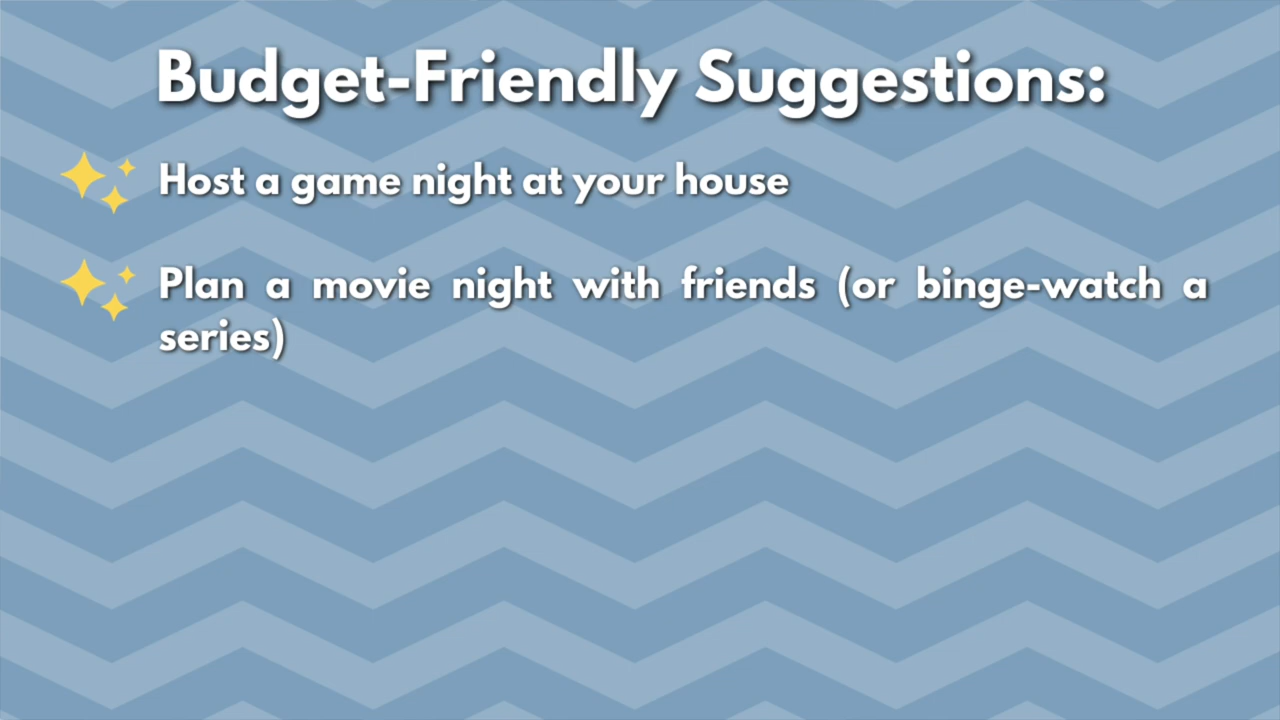 Budget-Friendly Suggestions:
Host a game night at your house
Plan a movie night with friends (or binge-watch a
series)